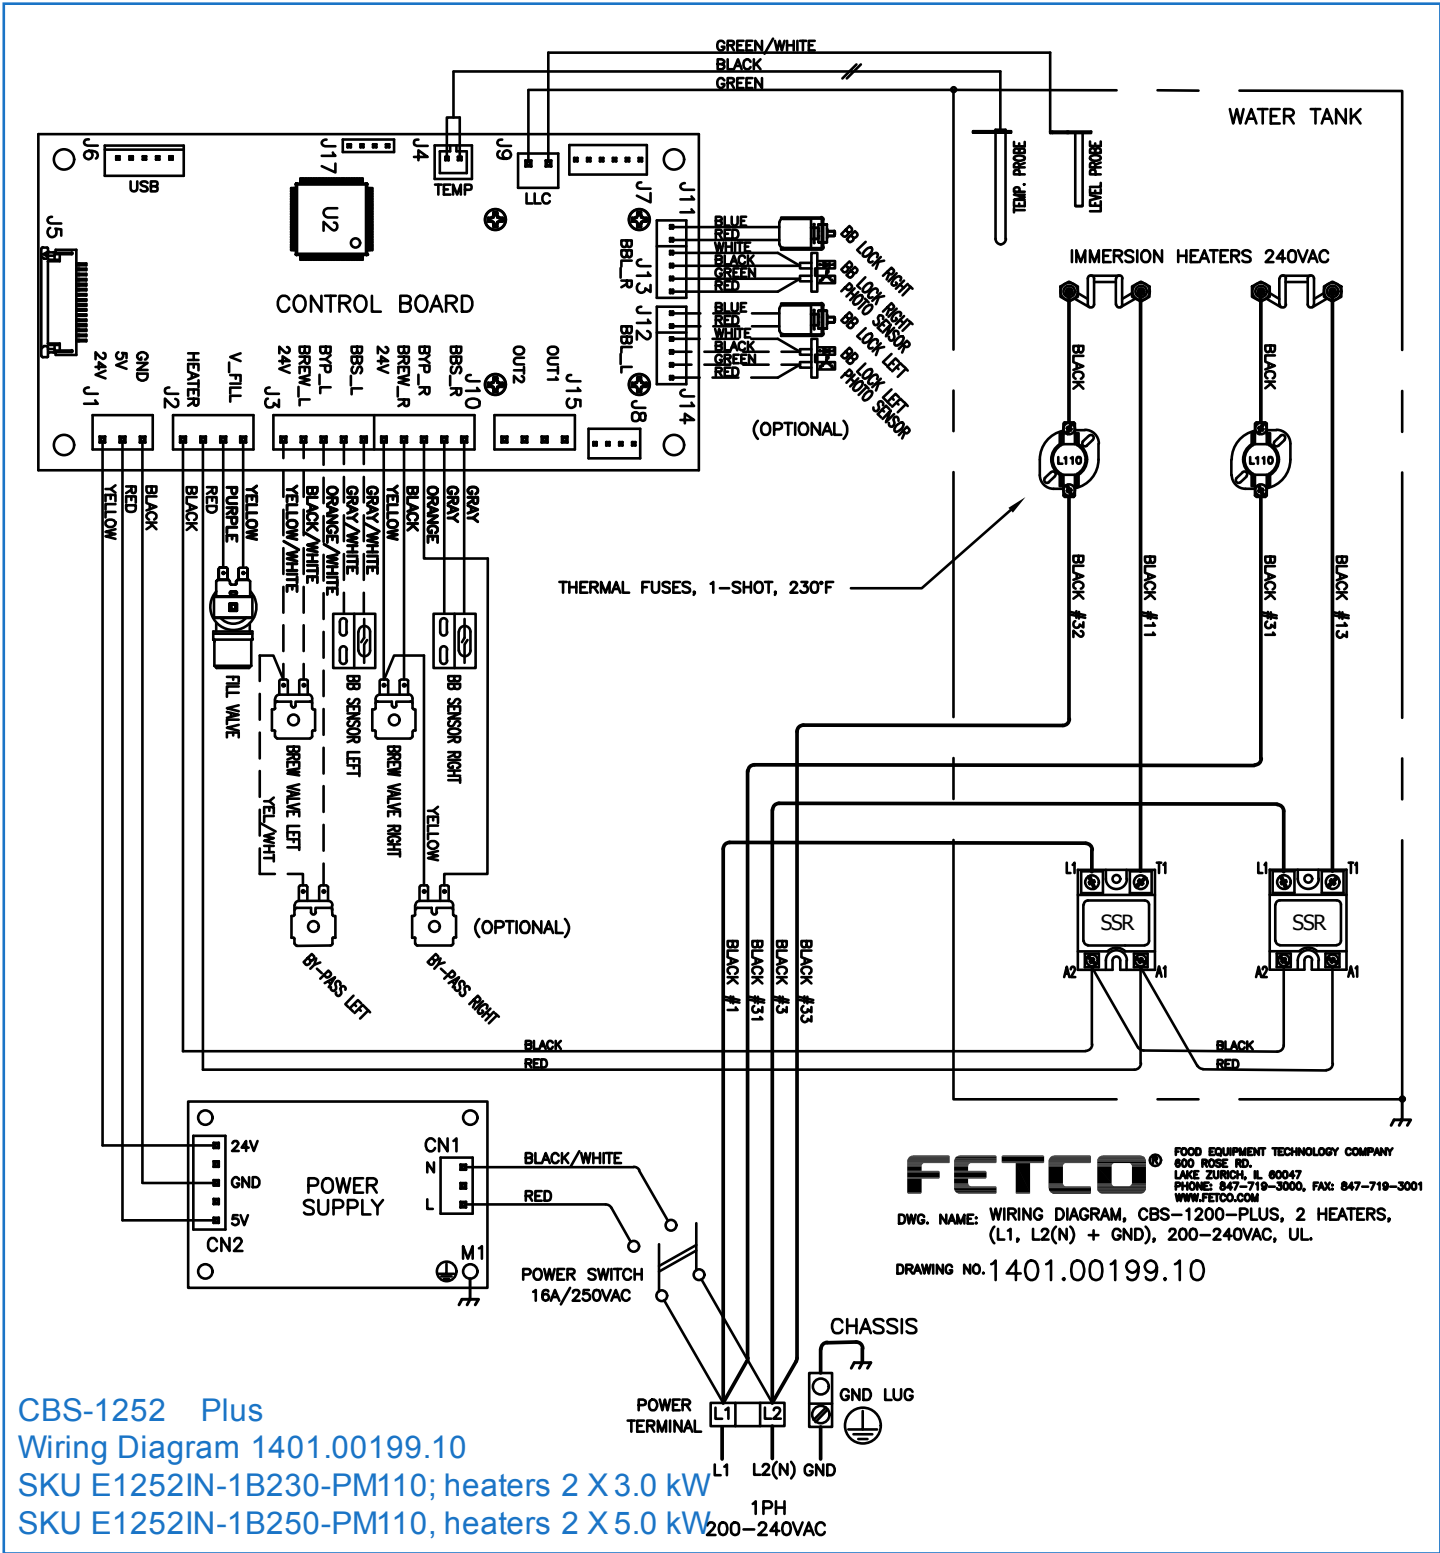 GREEN/WHITE
BLACK
GREEN
WATER TANK
J6
USB
J17
J4
TEMP
J9
LLC
J7
J11
TEMP. PROBE
LEVEL PROBE
U2
J5
CONTROL BOARD
BBL_R
J13
BLUE
RED
WHITE
BLACK
GREEN
RED
BB LOCK RIGHT
BB LOCK RIGHT
PHOTO SENSOR
BBL_L
J12
BLUE
RED
WHITE
BLACK
GREEN
RED
BB LOCK LEFT
BB LOCK LEFT
PHOTO SENSOR
(OPTIONAL)
IMMERSION HEATERS 240VAC
24V
5V
GND
HEATER
V_FILL
24V
BREW_L
BYP_L
BBS_L
24V
BREW_R
BYP_R
BBS_R
OUT2
OUT1
J1
J2
J3
J10
J15
J8
J14
BLACK
BLACK
L110
L110
YELLOW
RED
BLACK
BLACK
RED
PURPLE
YELLOW
YELLOW/WHITE
BLACK/WHITE
ORANGE/WHITE
GRAY/WHITE
GRAY/WHITE
YELLOW
BLACK
ORANGE
GRAY
GRAY
THERMAL FUSES, 1-SHOT, 230°F
BLACK #32
BLACK #11
BLACK #31
BLACK #13
FILL VALVE
BREW VALVE LEFT
BB SENSOR LEFT
BREW VALVE RIGHT
BB SENSOR RIGHT
YEL/WHT
YELLOW
(OPTIONAL)
BY-PASS LEFT
BY-PASS RIGHT
BLACK #1
BLACK #31
BLACK #3
BLACK #33
L1
T1
SSR
A2
A1
L1
T1
SSR
A2
A1
BLACK
RED
BLACK
RED
24V
GND
5V
CN2
POWER
SUPPLY
CN1
N
L
M1
BLACK/WHITE
RED
POWER SWITCH
16A/250VAC
FETCO®
FOOD EQUIPMENT TECHNOLOGY COMPANY
600 ROSE RD.
LAKE ZURICH, IL 60047
PHONE: 847-719-3000, FAX: 847-719-3001
WWW.FETCO.COM
DWG. NAME: WIRING DIAGRAM, CBS-1200-PLUS, 2 HEATERS,
(L1, L2(N) + GND), 200-240VAC, UL.
DRAWING NO. 1401.00199.10
CHASSIS
GND LUG
POWER
TERMINAL
L1
L2
L1
L2(N)
GND
1PH
200-240VAC
CBS-1252 Plus
Wiring Diagram 1401.00199.10
SKU E1252IN-1B230-PM110; heaters 2 X 3.0 kW
SKU E1252IN-1B250-PM110, heaters 2 X 5.0 kW